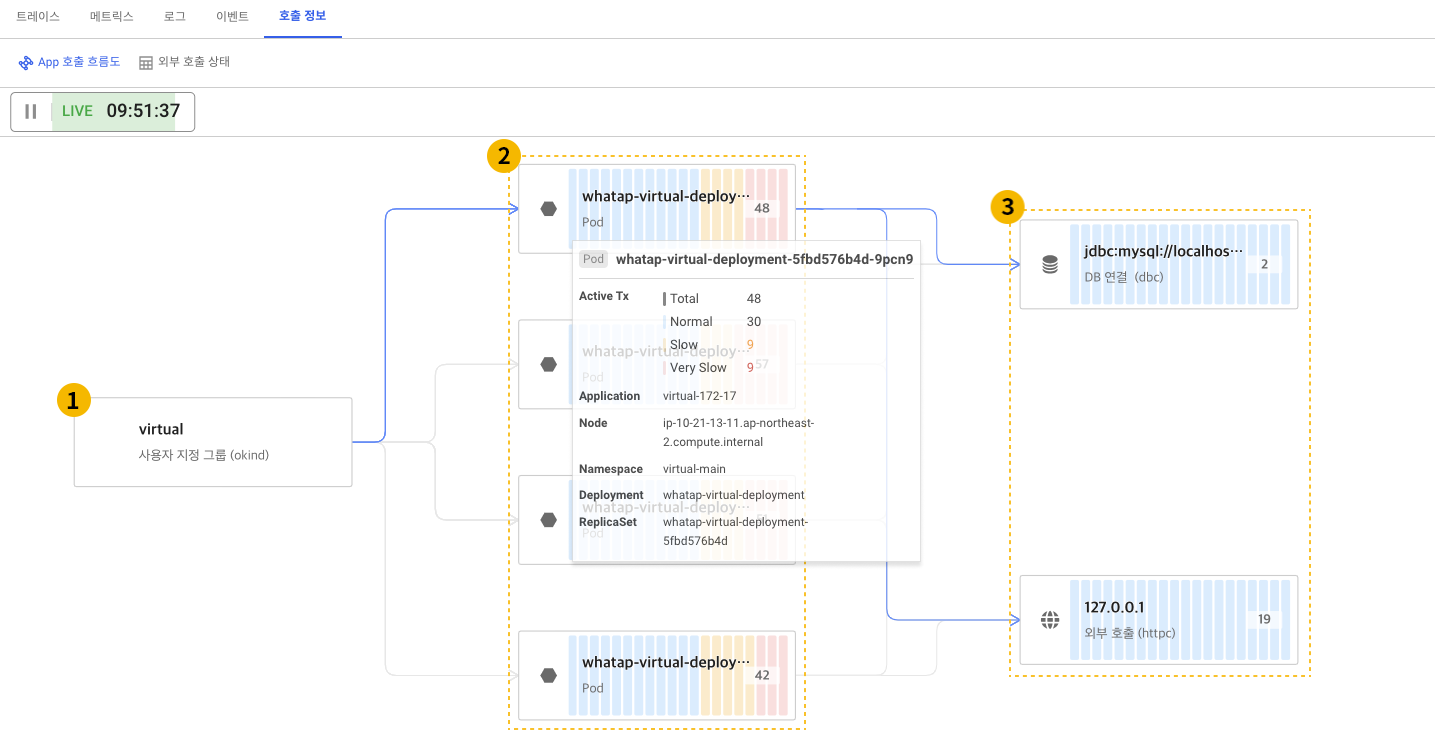 트레이스 메트릭스 로그 이벤트 호출 정보
App 호출 흐름도 외부 호출 상태
LIVE 09:51:37
1
virtual
사용자 지정 그룹 (okind)
2
whatap-virtual-deploy…
48
Pod
Pod whatap-virtual-deployment-5fbd576b4d-9pcn9
Active Tx
Total 48
Normal 30
Slow 9
Very Slow 9
Application virtual-172-17
Node ip-10-21-13-11.ap-northeast-
2.compute.internal
Namespace virtual-main
Deployment whatap-virtual-deployment
ReplicaSet whatap-virtual-deployment-
5fbd576b4d
whatap-virtual-deploy…
57
Pod
whatap-virtual-deploy…
Pod
whatap-virtual-deploy…
42
Pod
3
jdbc:mysql://localhos…
2
DB 연결 (dbc)
127.0.0.1
19
외부 호출 (httpc)